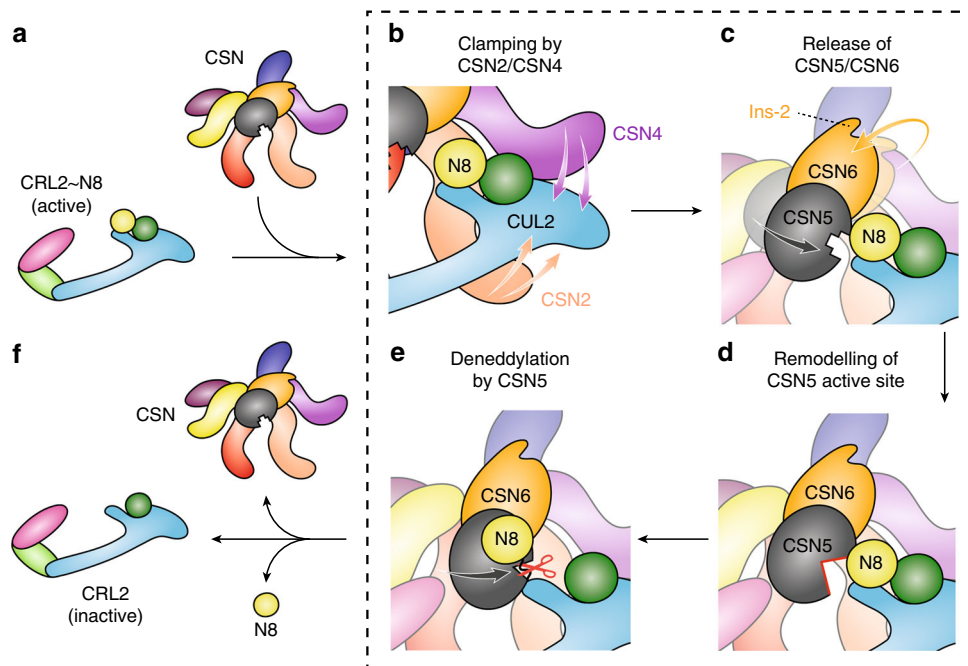 a
CSN
CRL2~N8
(active)
b
Clamping by
CSN2/CSN4
CSN4
N8
CUL2
CSN2
c
Release of
CSN5/CSN6
Ins-2
CSN6
CSN5
N8
d
Remodelling of
CSN5 active site
CSN6
CSN5
N8
e
Deneddylation
by CSN5
CSN6
N8
f
CSN
CRL2
(inactive)
N8